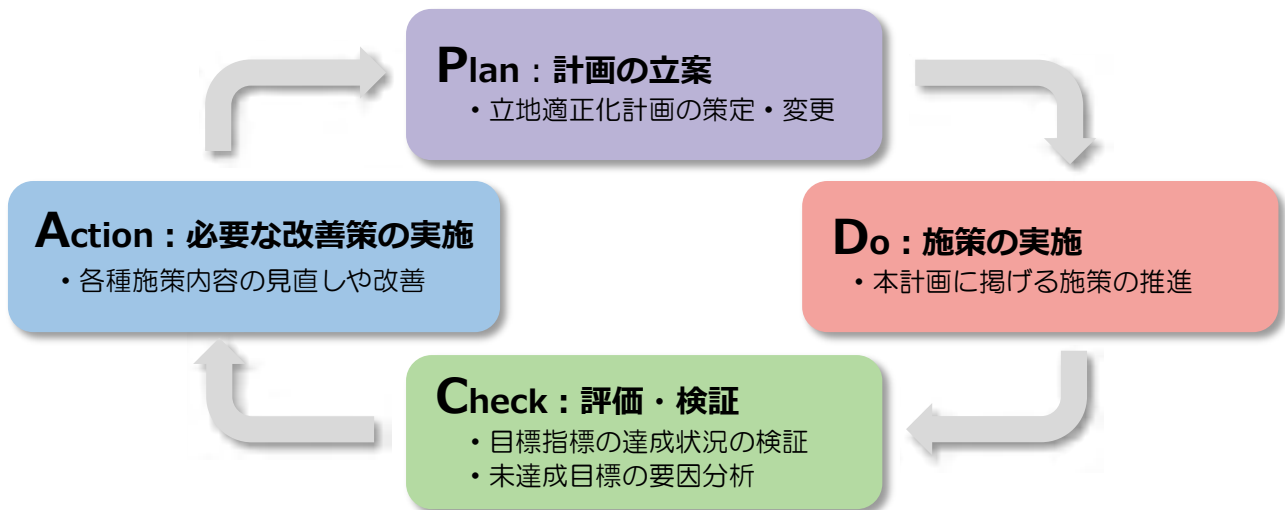 Plan：計画の立案
・立地適正化計画の策定・変更
Action：必要な改善策の実施
・各種施策内容の見直しや改善
Do：施策の実施
・本計画に掲げる施策の推進
Check：評価・検証
・目標指標の達成状況の検証
・未達成目標の要因分析